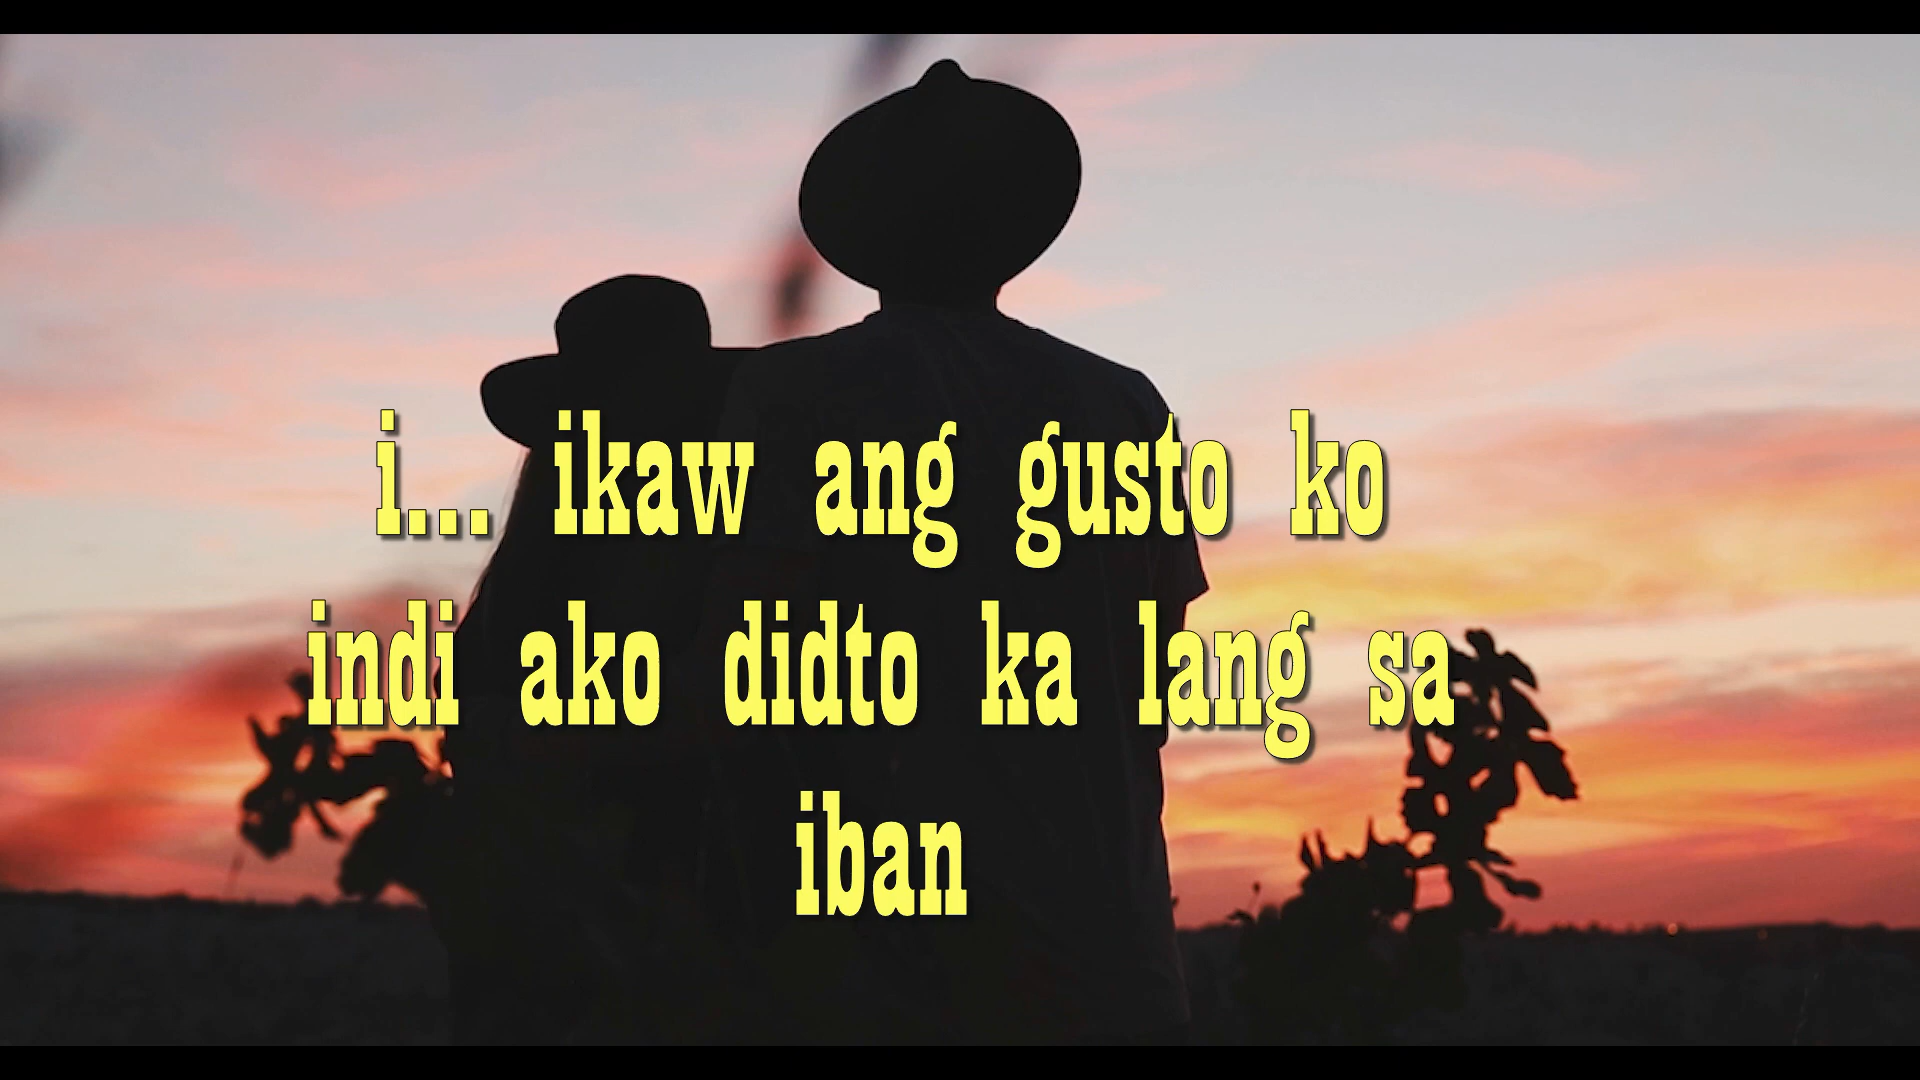 i... ikaw ang gusto ko
indi ako didto ka lang sa
iban